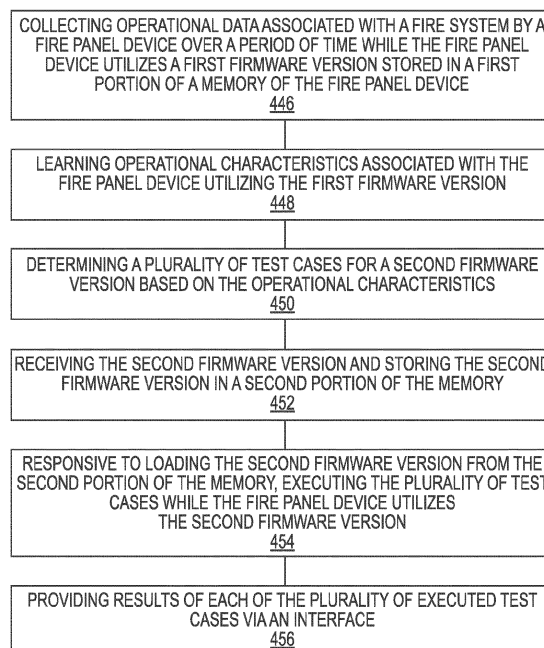 COLLECTING OPERATIONAL DATA ASSOCIATED WITH A FIRE SYSTEM BY A
FIRE PANEL DEVICE OVER A PERIOD OF TIME WHILE THE FIRE PANEL
DEVICE UTILIZES A FIRST FIRMWARE VERSION STORED IN A FIRST
PORTION OF A MEMORY OF THE FIRE PANEL DEVICE
446
LEARNING OPERATIONAL CHARACTERISTICS ASSOCIATED WITH THE
FIRE PANEL DEVICE UTILIZING THE FIRST FIRMWARE VERSION
448
DETERMINING A PLURALITY OF TEST CASES FOR A SECOND FIRMWARE
VERSION BASED ON THE OPERATIONAL CHARACTERISTICS
450
RECEIVING THE SECOND FIRMWARE VERSION AND STORING THE SECOND
FIRMWARE VERSION IN A SECOND PORTION OF THE MEMORY
452
RESPONSIVE TO LOADING THE SECOND FIRMWARE VERSION FROM THE
SECOND PORTION OF THE MEMORY, EXECUTING THE PLURALITY OF TEST
CASES WHILE THE FIRE PANEL DEVICE UTILIZES
THE SECOND FIRMWARE VERSION
454
PROVIDING RESULTS OF EACH OF THE PLURALITY OF EXECUTED TEST
CASES VIA AN INTERFACE
456